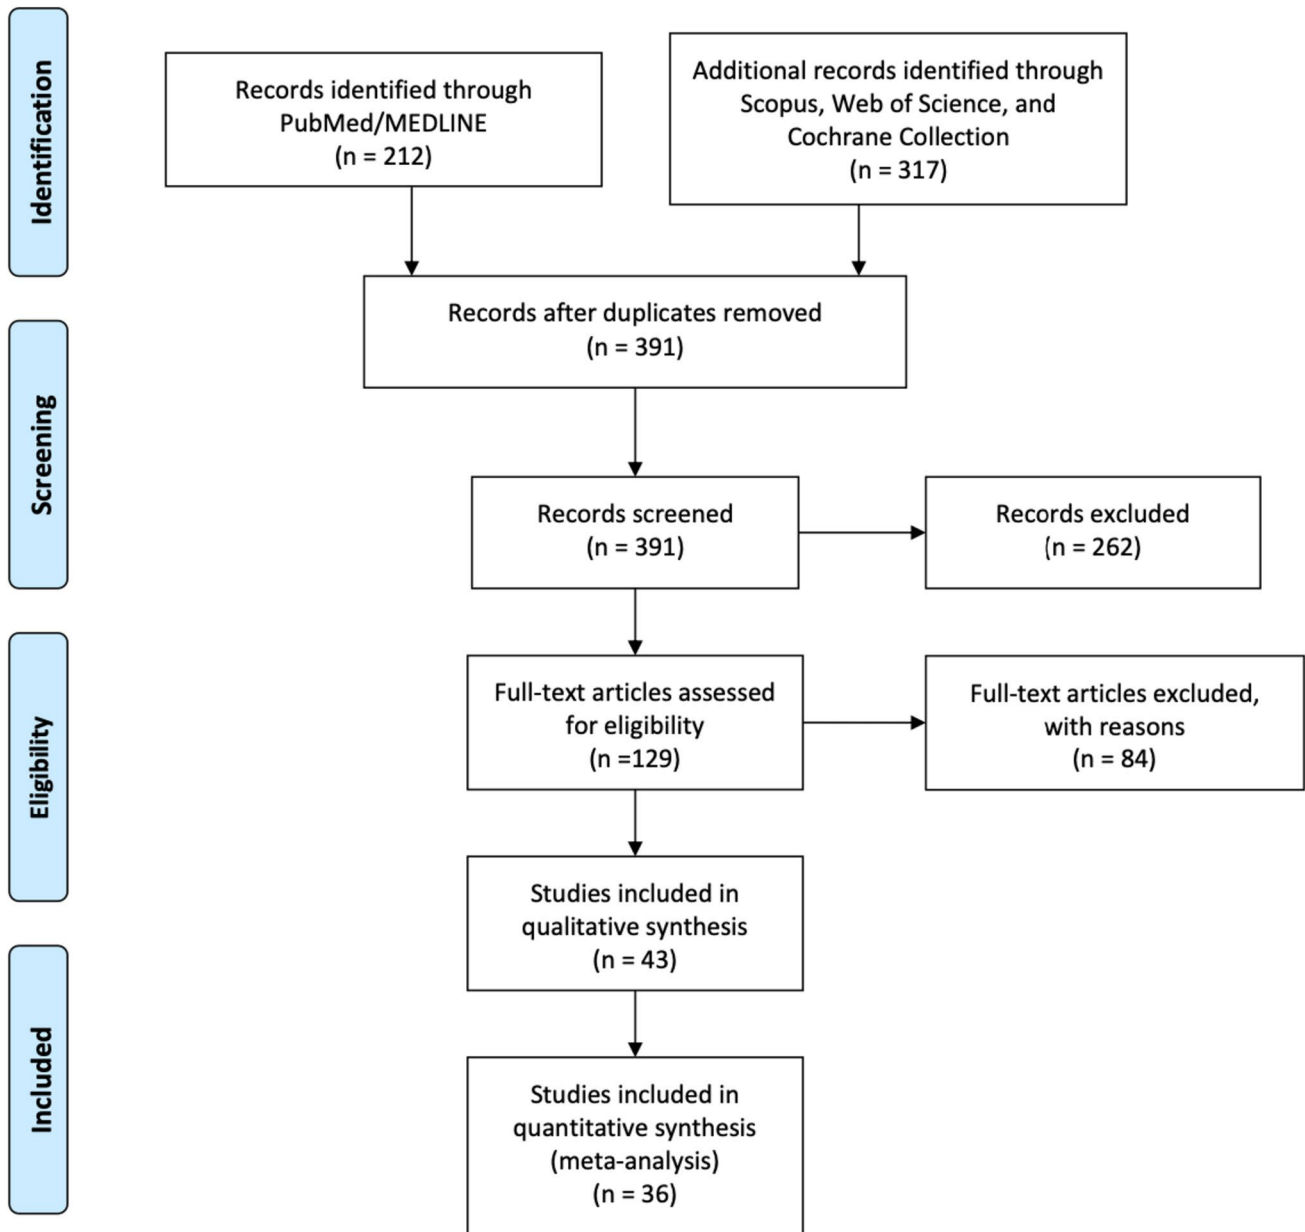 Identification
Records identified through
PubMed/MEDLINE
(n = 212)
Additional records identified through
Scopus, Web of Science, and
Cochrane Collection
(n = 317)
Records after duplicates removed
(n = 391)
Screening
Records screened
(n = 391)
Records excluded
(n = 262)
Eligibility
Full-text articles assessed
for eligibility
(n =129)
Full-text articles excluded,
with reasons
(n = 84)
Studies included in
qualitative synthesis
(n = 43)
Included
Studies included in
quantitative synthesis
(meta-analysis)
(n = 36)